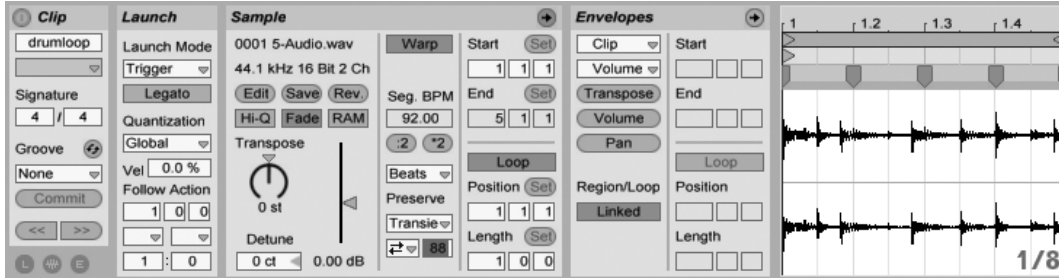 Clip
drumloop
Signature
4 / 4
Groove
None
Commit
<< >>
L E
Launch
Launch Mode
Trigger
Legato
Quantization
Global
Vel 0.0 %
Follow Action
1 0 0
1 : 0
Sample
0001 5-Audio.wav
44.1 kHz 16 Bit 2 Ch
Edit Save Rev.
Hi-Q Fade RAM
Transpose
0 st
Detune
0 ct 0.00 dB
Warp
Seg. BPM
92.00
:2 *2
Beats
Preserve
Transie
88
Start Set
1 1 1
End Set
5 1 1
Loop
Position Set
1 1 1
Length Set
1 0 0
Envelopes
Clip
Volume
Transpose
Volume
Pan
Region/Loop
Linked
Start
End
Loop
Position
Length
1 1.2 1.3 1.4
1/8